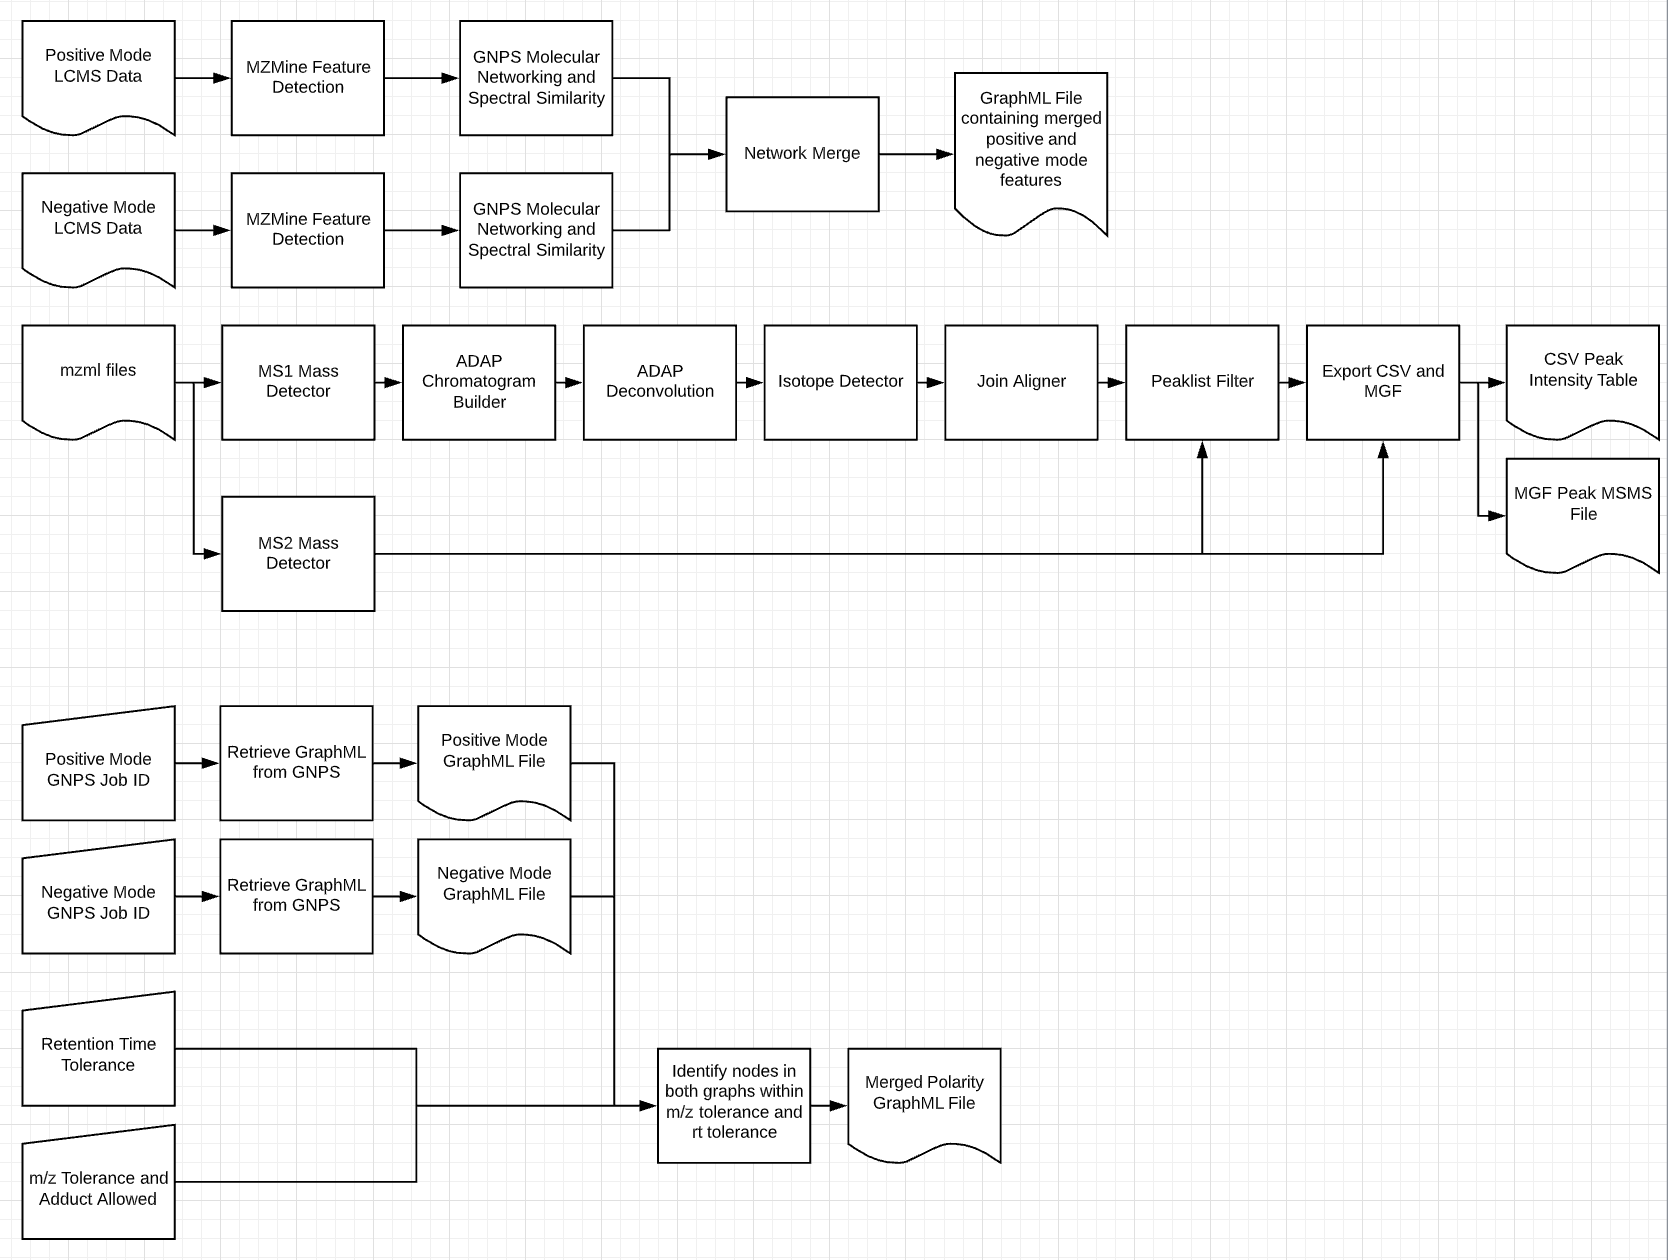 Positive Mode
LCMS Data
MZMine Feature
Detection
GNPS Molecular
Networking and
Spectral Similarity
Negative Mode
LCMS Data
MZMine Feature
Detection
GNPS Molecular
Networking and
Spectral Similarity
Network Merge
GraphML File
containing merged
positive and
negative mode
features
mzml files
MS1 Mass
Detector
ADAP
Chromatogram
Builder
ADAP
Deconvolution
Isotope Detector
Join Aligner
Peaklist Filter
Export CSV and
MGF
CSV Peak
Intensity Table
MGF Peak MSMS
File
MS2 Mass
Detector
Positive Mode
GNPS Job ID
Retrieve GraphML
from GNPS
Positive Mode
GraphML File
Negative Mode
GNPS Job ID
Retrieve GraphML
from GNPS
Negative Mode
GraphML File
Retention Time
Tolerance
m/z Tolerance and
Adduct Allowed
Identify nodes in
both graphs within
m/z tolerance and
rt tolerance
Merged Polarity
GraphML File